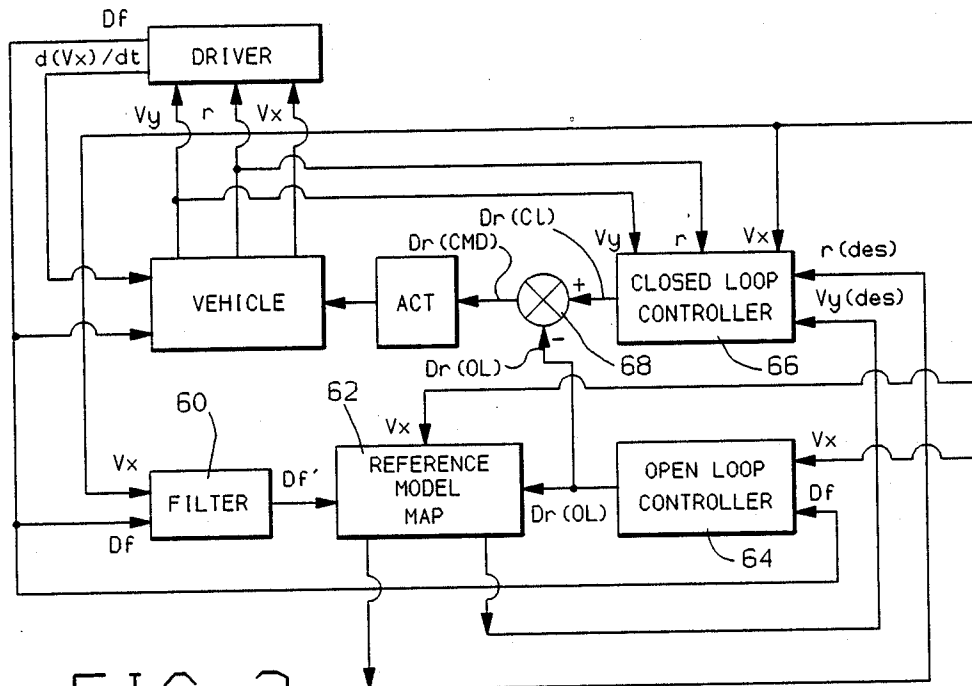 Df
d(Vx)/dt
DRIVER
Vy r Vx
Dr(CL)
Dr(CMD)
Vy r Vx
r(des)
VEHICLE
ACT
+
CLOSED LOOP
CONTROLLER
Vy(des)
-
Dr(OL)
68
66
60
62
Vx
Vx
FILTER
Df'
REFERENCE
MODEL
MAP
Dr(OL)
OPEN LOOP
CONTROLLER
Vx
Df
Df
64